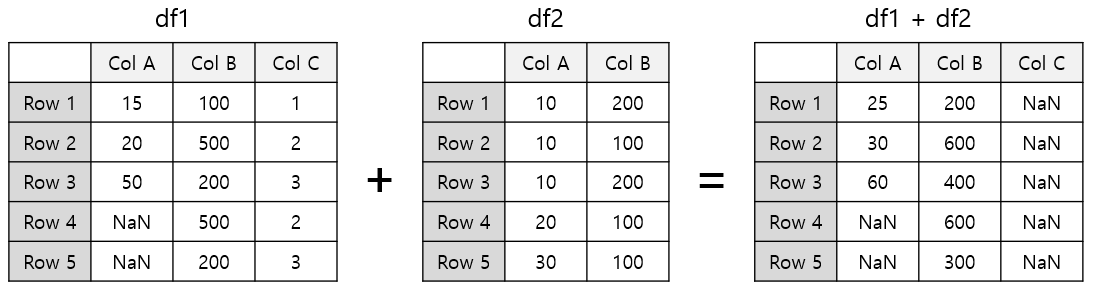 df1 df2 df1 + df2
Col A Col B Col C Col A Col B Col A Col B Col C
Row 1 15 100 1 Row 1 10 200 Row 1 25 200 NaN
Row 2 20 500 2 Row 2 10 100 Row 2 30 600 NaN
Row 3 50 200 3 + Row 3 10 200 = Row 3 60 400 NaN
Row 4 NaN 500 2 Row 4 20 100 Row 4 NaN 600 NaN
Row 5 NaN 200 3 Row 5 30 100 Row 5 NaN 300 NaN